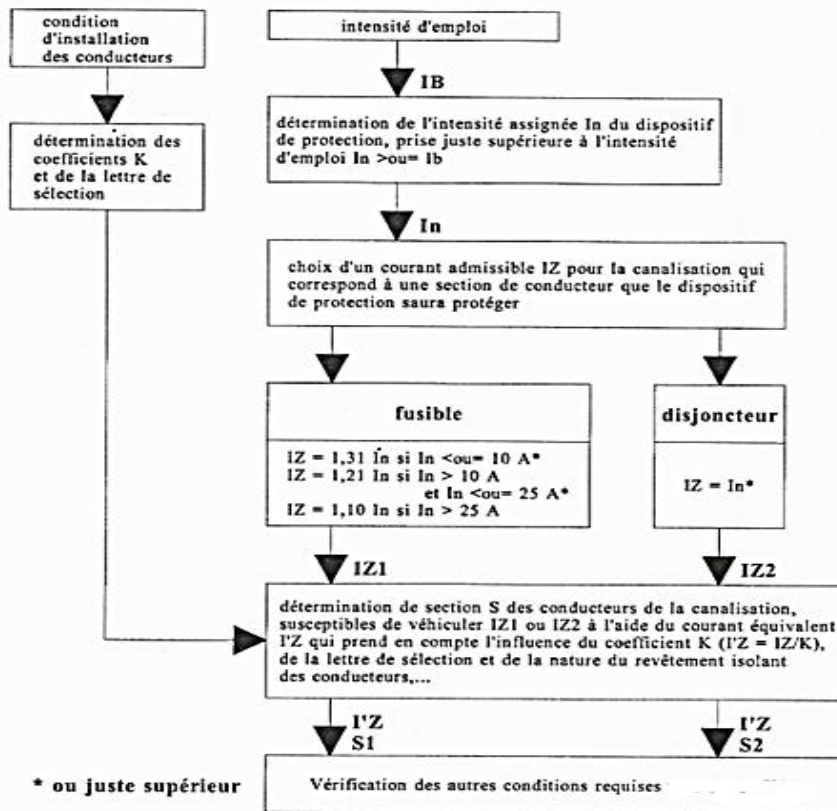 condition
d'installation
des conducteurs
détermination des
coefficients K
et de la lettre de
sélection
intensité d'emploi
IB
détermination de l'intensité assignée In du dispositif
de protection, prise juste supérieure à l'intensité
d'emploi In >ou= Ib
In
choix d'un courant admissible IZ pour la canalisation qui
correspond à une section de conducteur que le dispositif
de protection saura protéger
fusible
IZ = 1,31 In si In <ou= 10 A*
IZ = 1,21 In si In > 10 A
et In <ou= 25 A*
IZ = 1,10 In si In > 25 A
disjoncteur
IZ = In*
IZ1
IZ2
détermination de section S des conducteurs de la canalisation,
susceptibles de véhiculer IZ1 ou IZ2 à l'aide du courant équivalent
I'Z qui prend en compte l'influence du coefficient K (I'Z = IZ/K),
de la lettre de sélection et de la nature du revêtement isolant
des conducteurs,...
I'Z
S1
I'Z
S2
* ou juste supérieur
Vérification des autres conditions requises